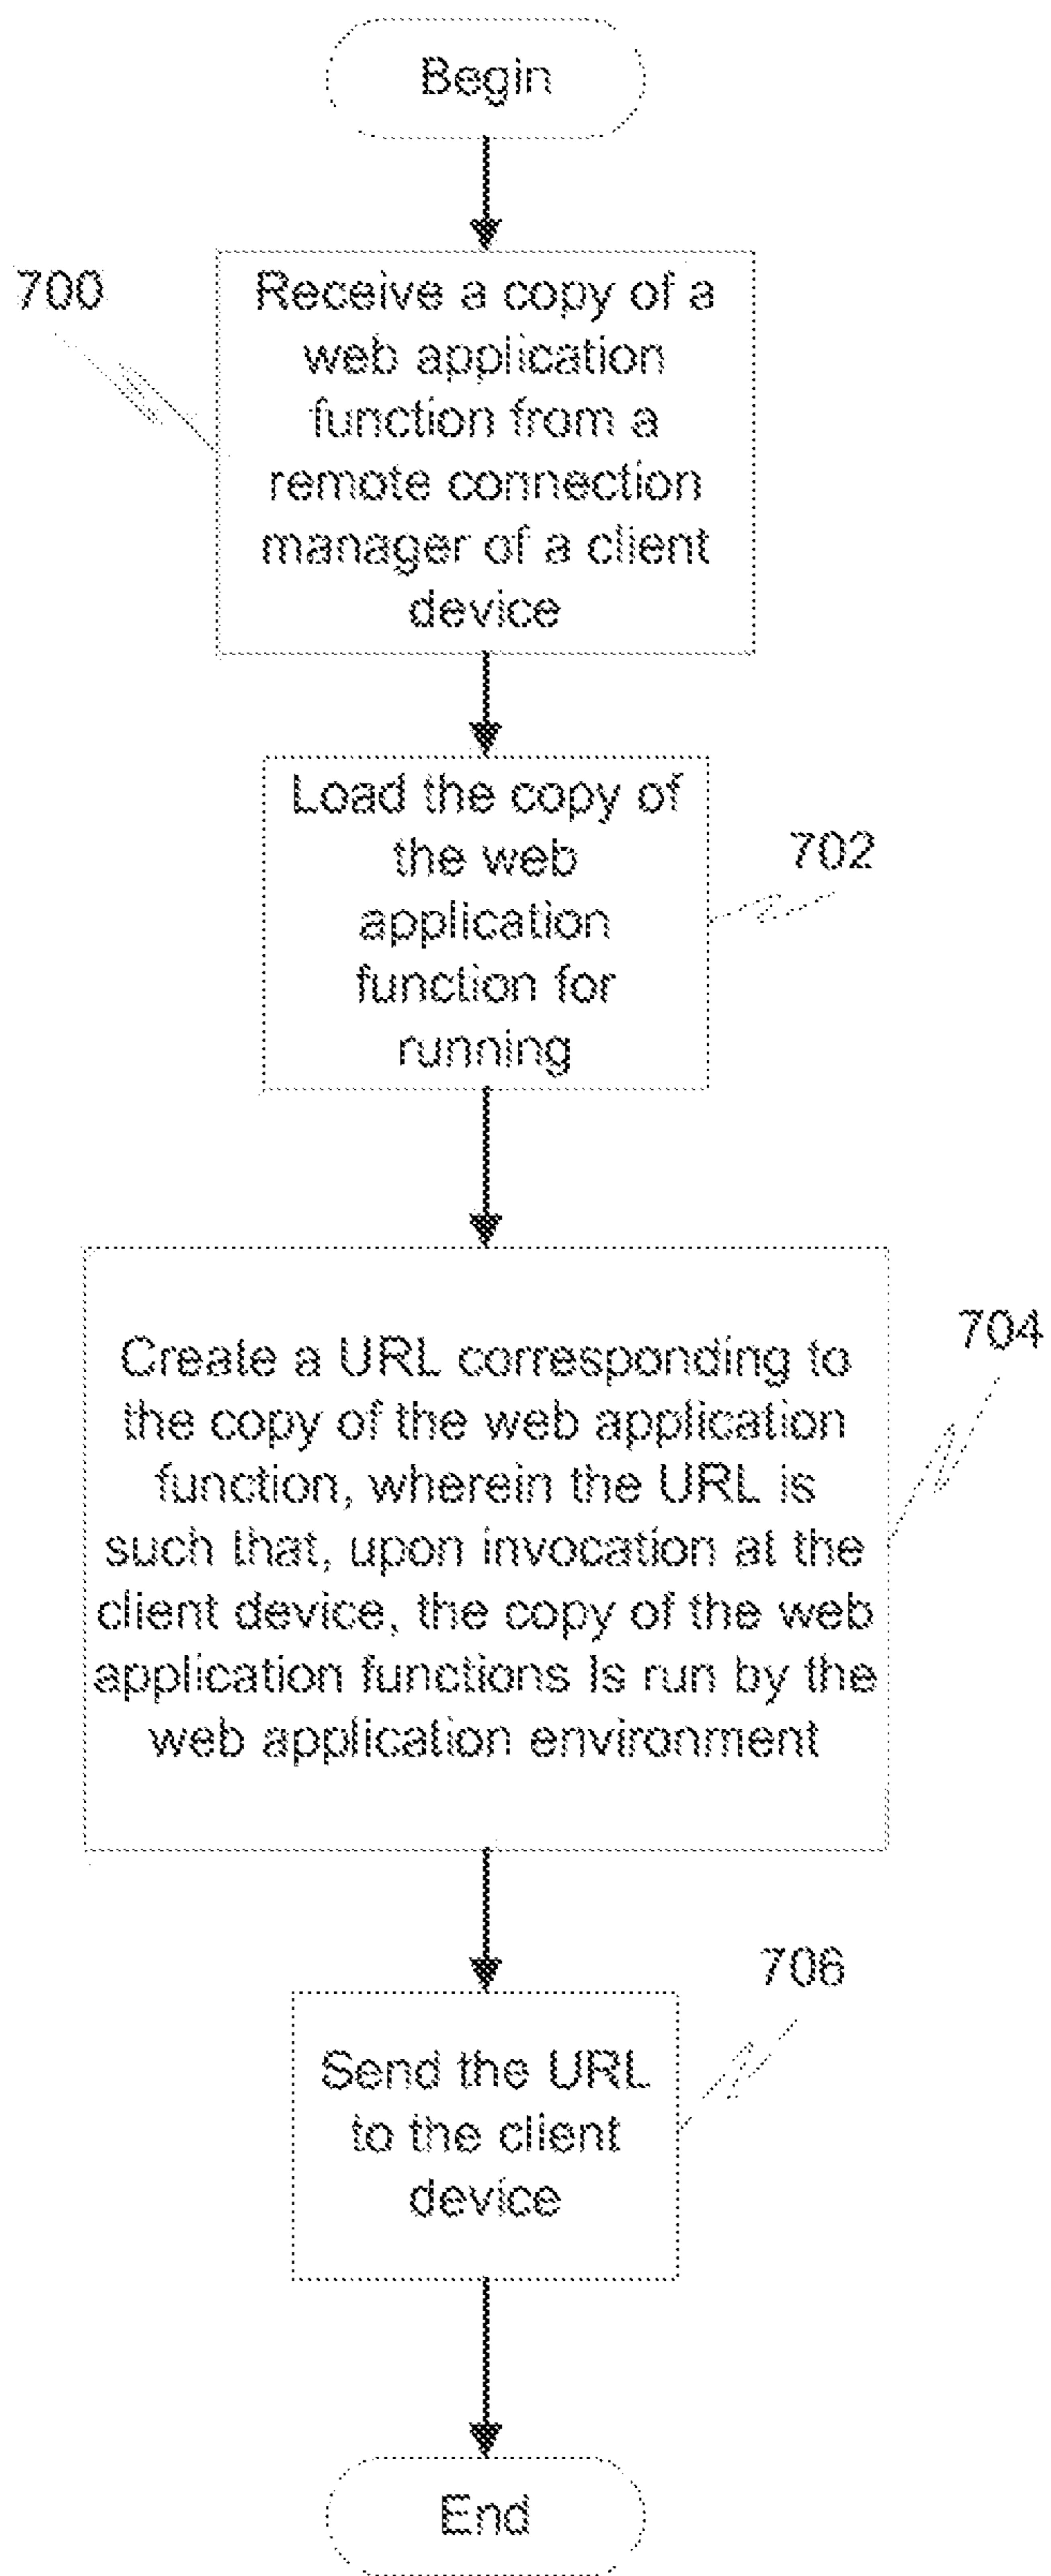 Begin
700
Receive a copy of a
web application
function from a
remote connection
manager of a client
device
Load the copy of
the web
application
function for
running
702
Create a URL corresponding to
the copy of the web application
function, wherein the URL is
such that, upon invocation at the
client device, the copy of the web
application functions Is run by the
web application environment
704
Send the URL
to the client
device
706
End